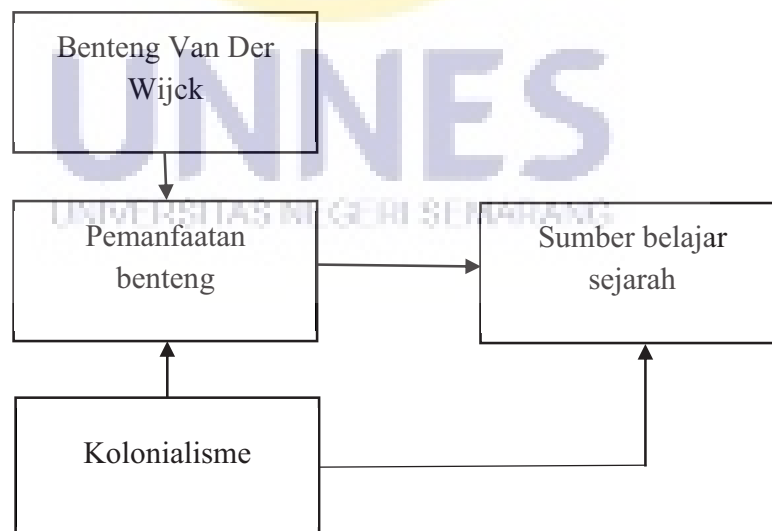 Benteng Van Der
Wijck
UNNES
UNIVERSITAS NEGERI SEMARANG
Pemanfaatan
benteng
Sumber belajar
sejarah
Kolonialisme